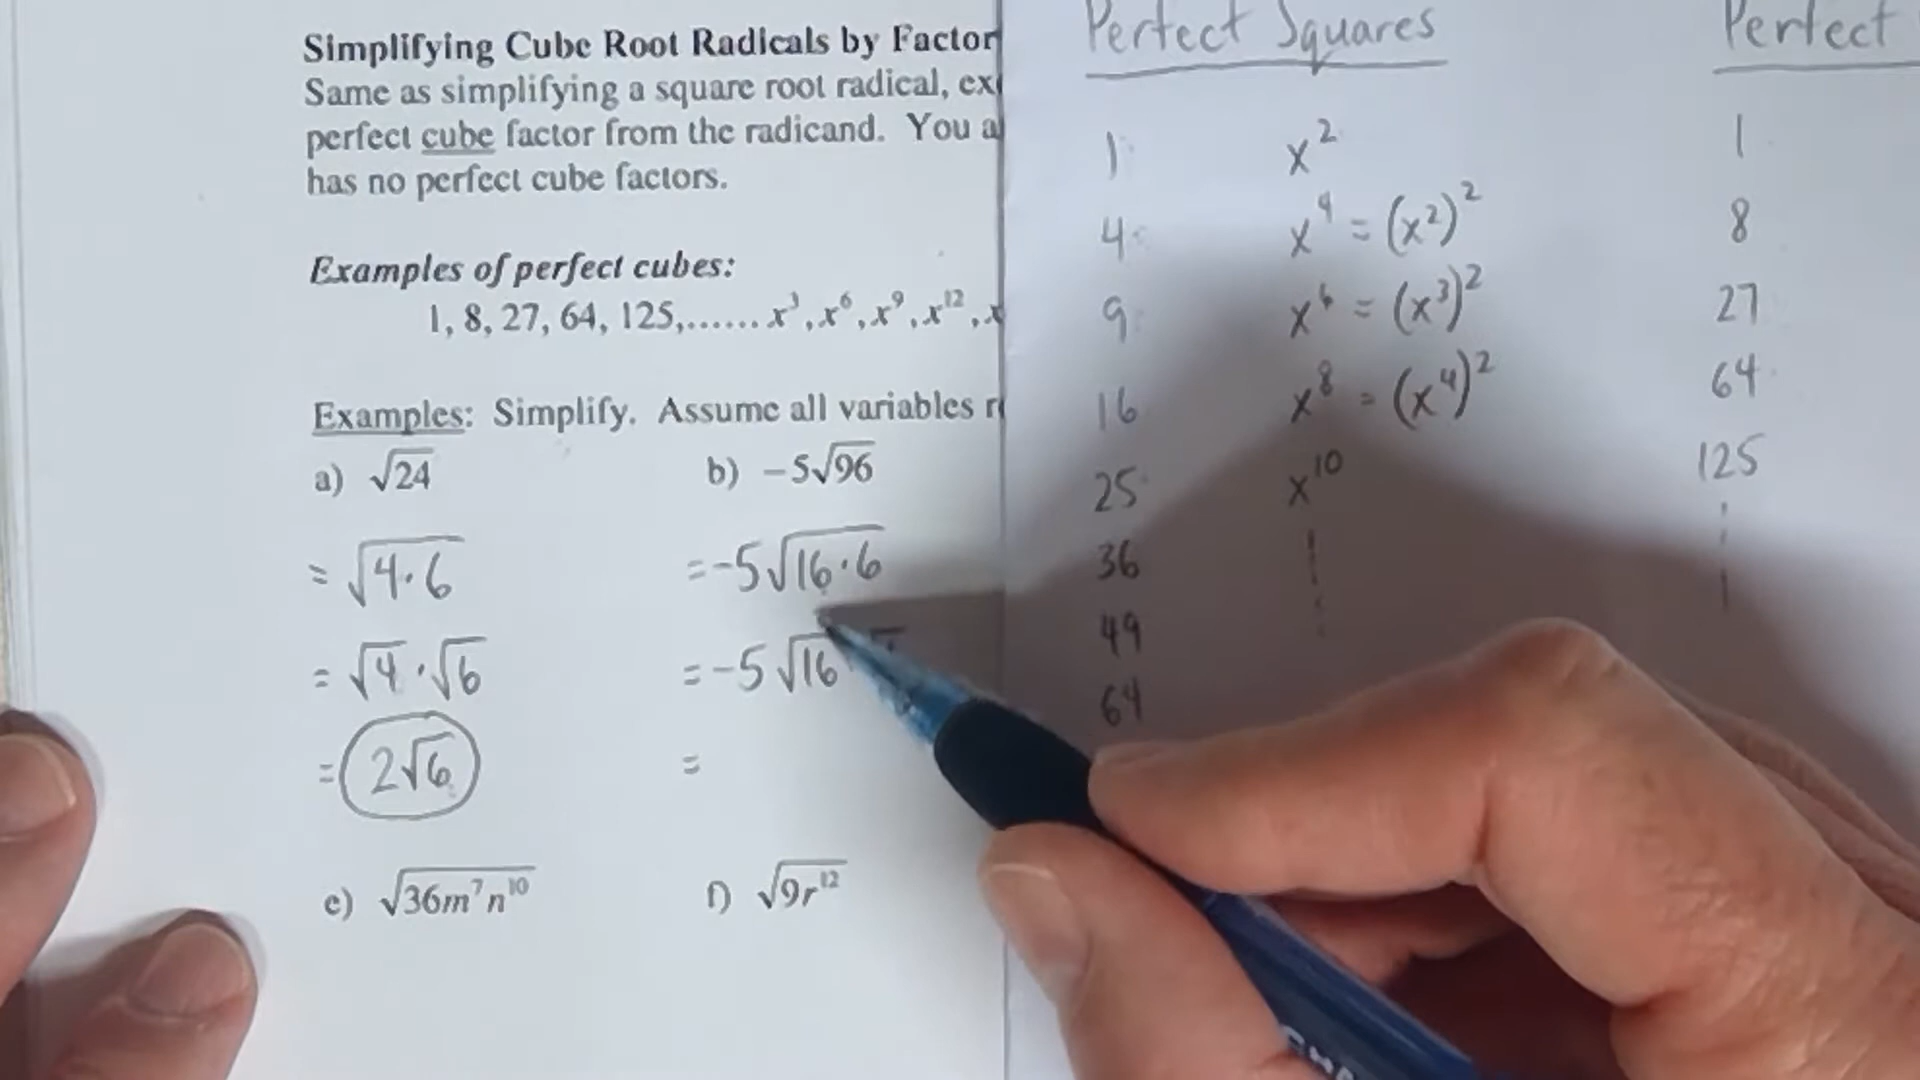 Simplifying Cube Root Radicals by Factor
Same as simplifying a square root radical, ex
perfect cube factor from the radicand. You a
has no perfect cube factors.
Examples of perfect cubes:
1, 8, 27, 64, 125,...... x³, x⁶, x⁹, x¹², x
Examples: Simplify. Assume all variables r
a) √24
b) −5√96
= √4·6
= -5√16·6
= √4 · √6
= -5 √16
= 2√6
=
e) √36m⁷n¹⁰
f) √9r¹²
Perfect Squares
1 x²
4 x⁴ = (x²)²
9 x⁶ = (x³)²
16 x⁸ = (x⁴)²
25 x¹⁰
36
49
64
Perfect
1
8
27
64
125